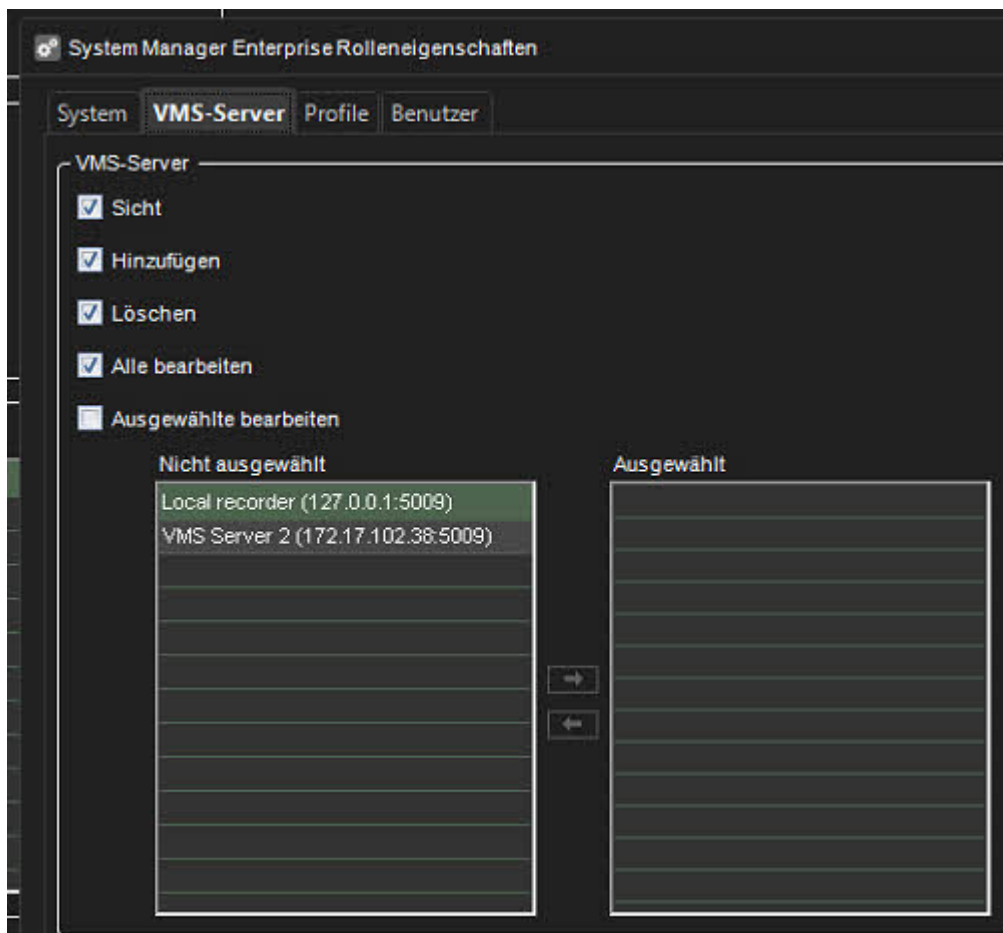 System Manager Enterprise Rolleneigenschaften
System VMS-Server Profile Benutzer
VMS-Server
Sicht
Hinzufügen
Löschen
Alle bearbeiten
Ausgewählte bearbeiten
Nicht ausgewählt Ausgewählt
Local recorder (127.0.0.1:5009)
VMS Server 2 (172.17.102.38:5009)